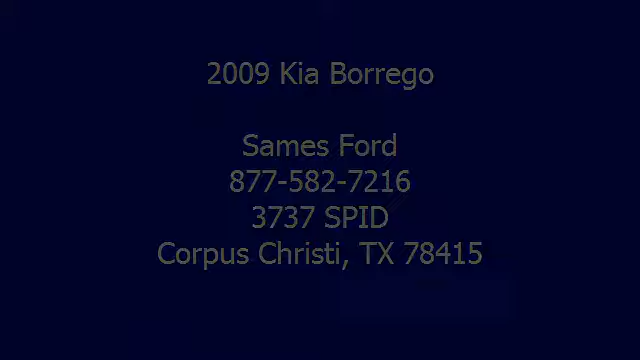 2009 Kia Borrego
Sames Ford
877-582-7216
3737 SPID
Corpus Christi, TX 78415